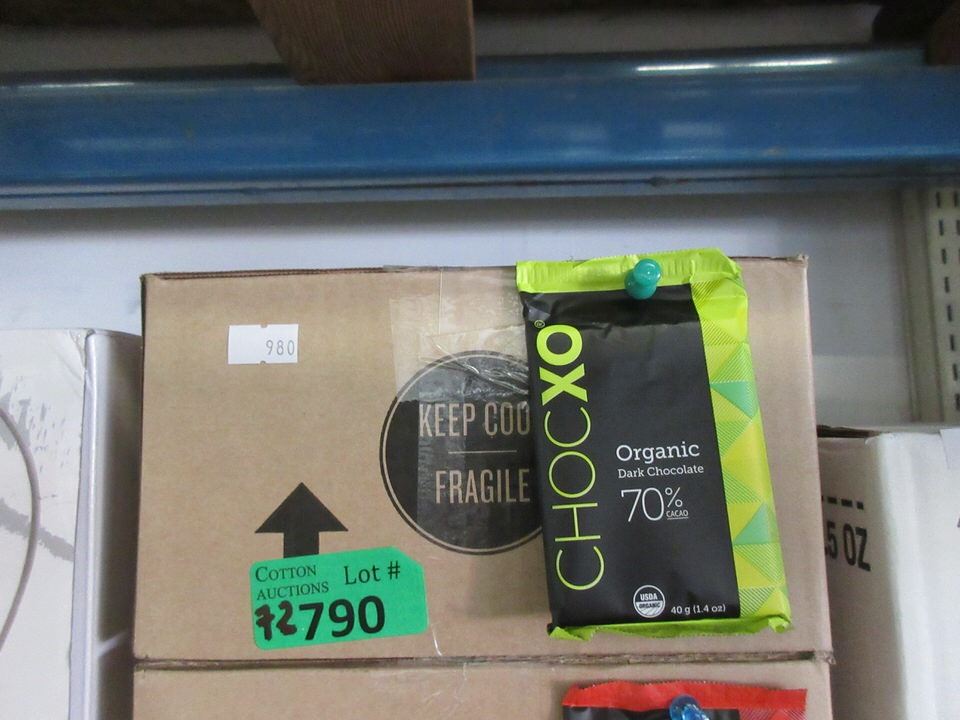 980
KEEP COO
FRAGILE
COTTON
AUCTIONS
Lot #
72790
CHOCXO®
Organic
Dark Chocolate
70%
CACAO
USDA
ORGANIC
40 g (1.4 oz)
.5 OZ